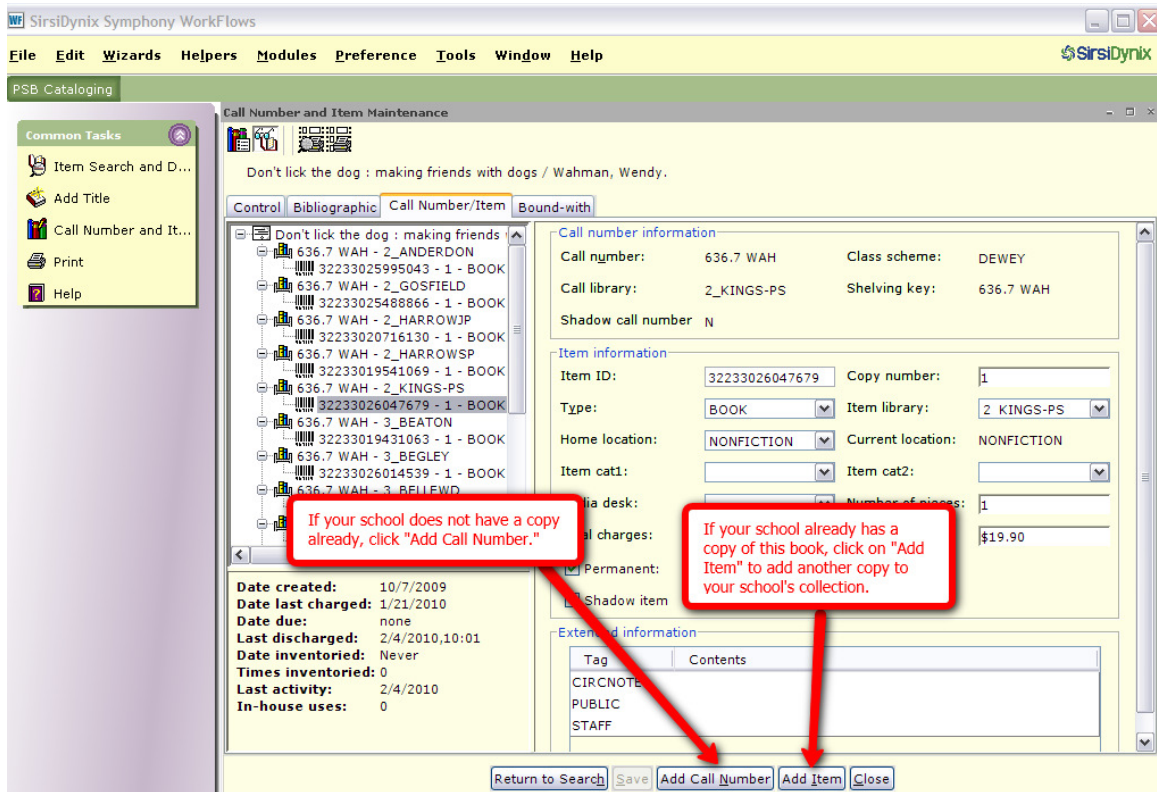 WF SirsiDynix Symphony WorkFlows
File Edit Wizards Helpers Modules Preference Tools Window Help
SirsiDynix
PSB Cataloging
Common Tasks
Item Search and D...
Add Title
Call Number and It...
Print
Help
Call Number and Item Maintenance
Don't lick the dog : making friends with dogs / Wahman, Wendy.
Control Bibliographic Call Number/Item Bound-with
Don't lick the dog : making friends
636.7 WAH - 2_ANDERDON
32233025995043 - 1 - BOOK
636.7 WAH - 2_GOSFIELD
32233025488866 - 1 - BOOK
636.7 WAH - 2_HARROWJP
32233020716130 - 1 - BOOK
636.7 WAH - 2_HARROWSP
32233019541069 - 1 - BOOK
636.7 WAH - 2_KINGS-PS
32233026047679 - 1 - BOOK
636.7 WAH - 3_BEATON
32233019431063 - 1 - BOOK
636.7 WAH - 3_BEGLEY
32233026014539 - 1 - BOOK
636.7 WAH - 3_BELLEWD
Date created: 10/7/2009
Date last charged: 1/21/2010
Date due: none
Last discharged: 2/4/2010,10:01
Date inventoried: Never
Times inventoried: 0
Last activity: 2/4/2010
In-house uses: 0
Call number information
Call number: 636.7 WAH Class scheme: DEWEY
Call library: 2_KINGS-PS Shelving key: 636.7 WAH
Shadow call number N
Item information
Item ID: 32233026047679 Copy number: 1
Type: BOOK Item library: 2_KINGS-PS
Home location: NONFICTION Current location: NONFICTION
Item cat1: Item cat2:
desk: Number of pieces: 1
charges: $19.90
Permanent:
Shadow item
If your school does not have a copy
already, click "Add Call Number."
If your school already has a
copy of this book, click on "Add
Item" to add another copy to
your school's collection.
Extended information
Tag Contents
CIRCNOTE
PUBLIC
STAFF
Return to Search Save Add Call Number Add Item Close